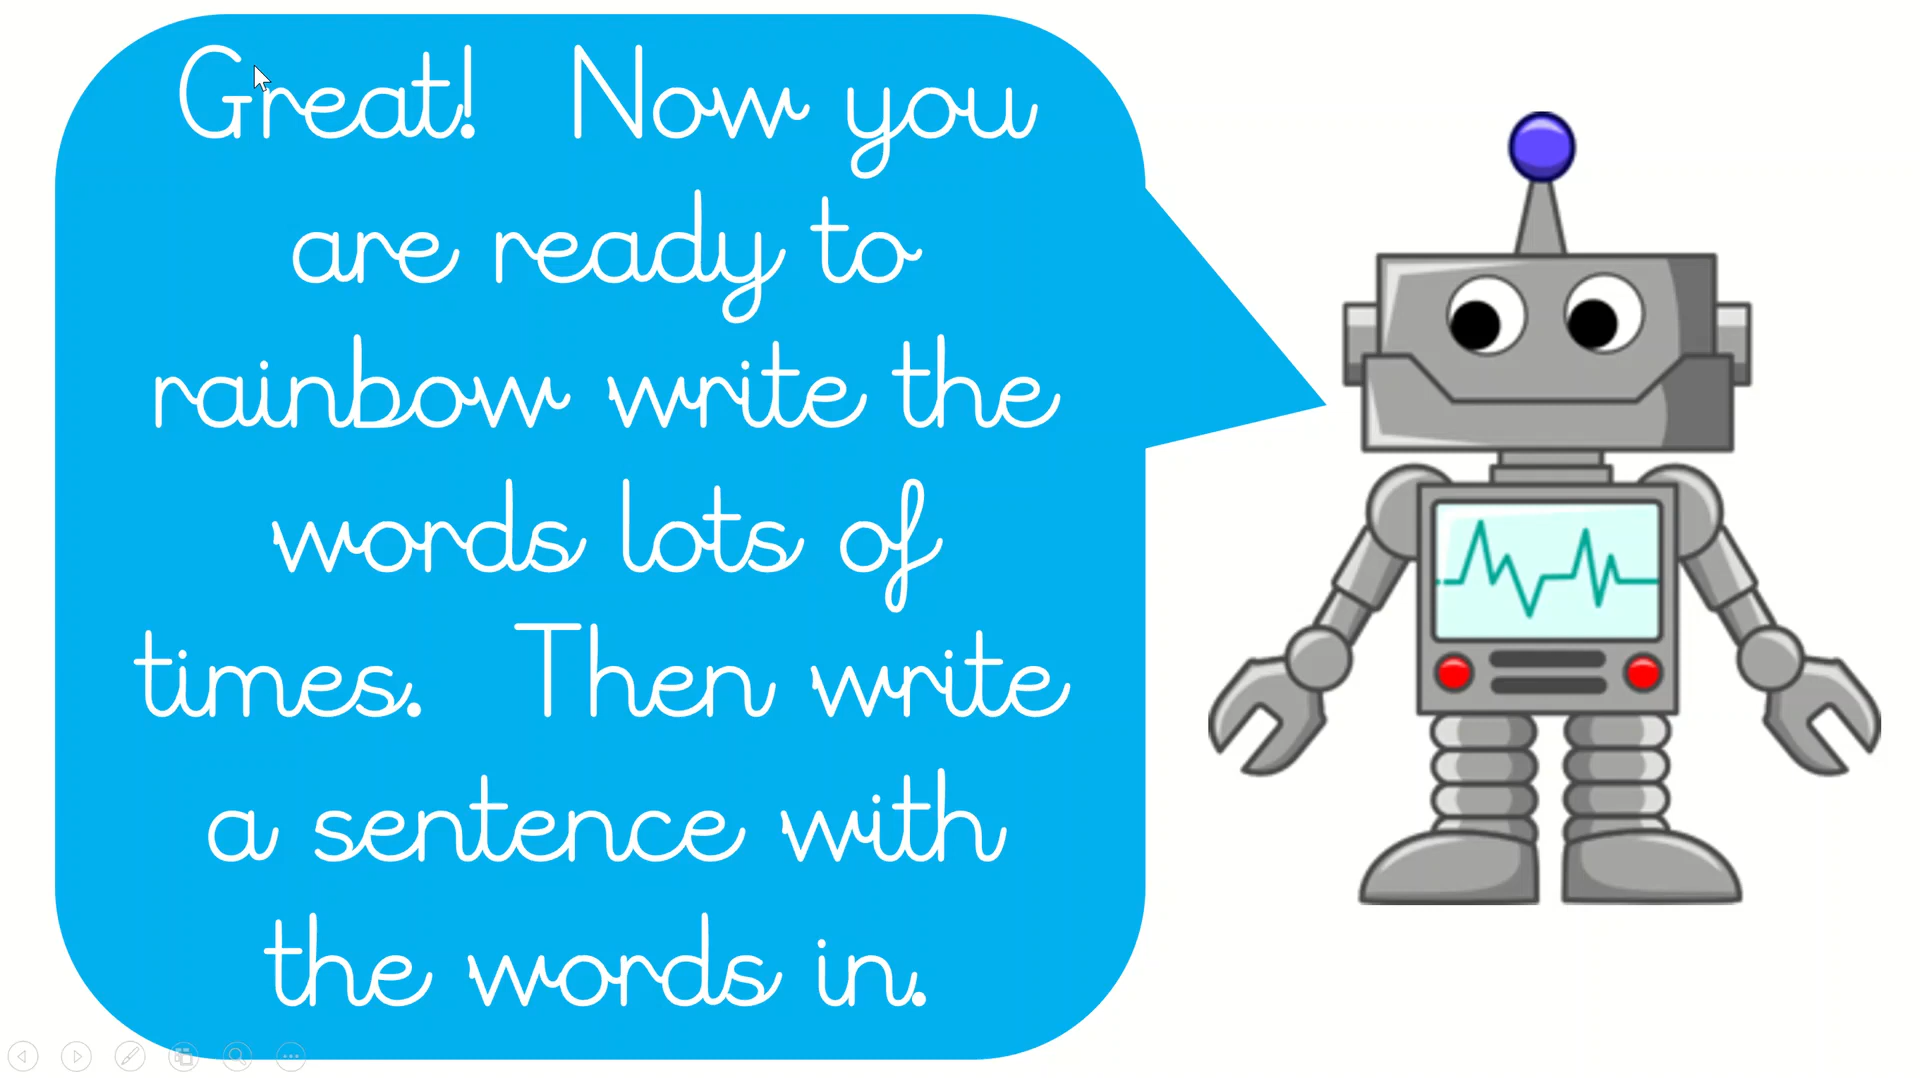 Great! Now you
are ready to
rainbow write the
words lots of
times. Then write
a sentence with
the words in.